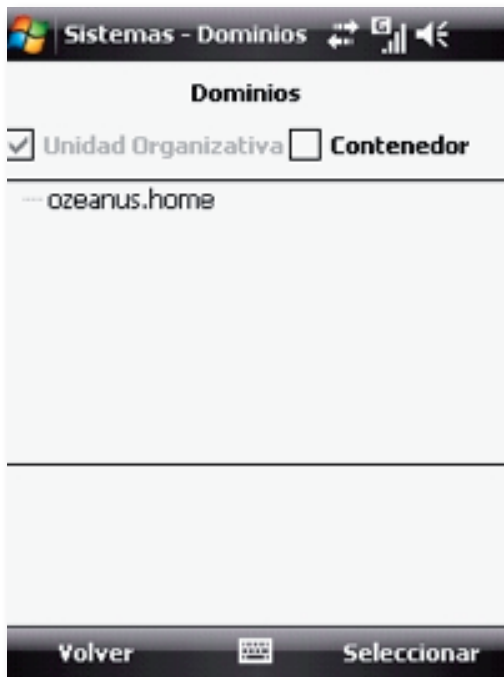 Sistemas - Dominios G
Dominios
Unidad Organizativa Contenedor
ozeanus.home
Volver Seleccionar